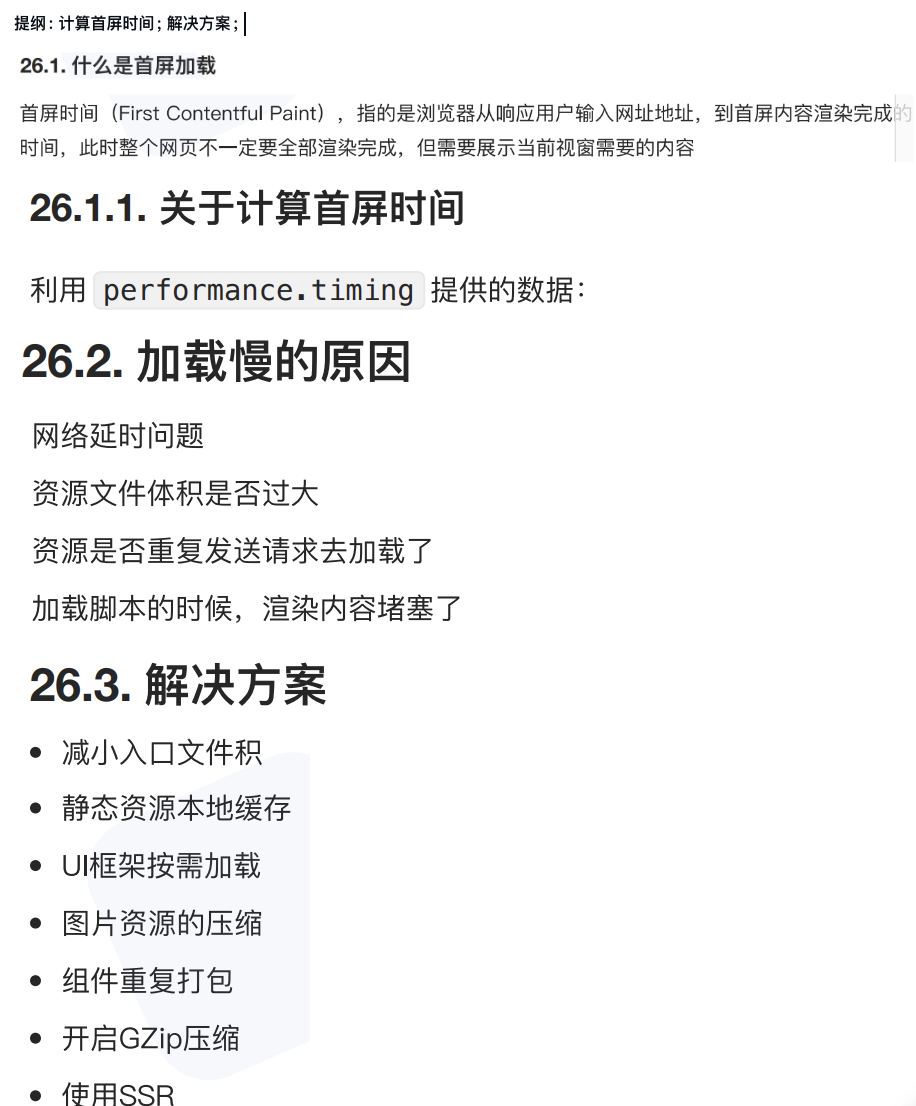 提纲：计算首屏时间；解决方案；
26.1. 什么是首屏加载
首屏时间（First Contentful Paint），指的是浏览器从响应用户输入网址地址，到首屏内容渲染完成的
时间，此时整个网页不一定要全部渲染完成，但需要展示当前视窗需要的内容
26.1.1. 关于计算首屏时间
利用 performance.timing 提供的数据：
26.2. 加载慢的原因
网络延时问题
资源文件体积是否过大
资源是否重复发送请求去加载了
加载脚本的时候，渲染内容堵塞了
26.3. 解决方案
• 减小入口文件积
• 静态资源本地缓存
• UI框架按需加载
• 图片资源的压缩
• 组件重复打包
• 开启GZip压缩
• 使用SSR